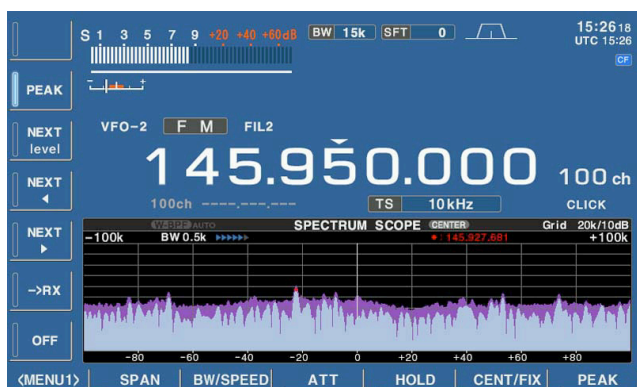 S 1 3 5 7 9 +20 +40 +60dB BW 15k SFT 0 15:26 18
UTC 15:26
CF
PEAK
VFO-2 FM FIL2
NEXT
level
145.950.000 100 ch
NEXT
100ch ----.---.--- TS 10kHz CLICK
W-BPF AUTO SPECTRUM SCOPE CENTER Grid 20k/10dB
NEXT
-100k BW 0.5k : 145.927.681 +100k
->RX
OFF
-80 -60 -40 -20 0 +20 +40 +60 +80
<MENU1> SPAN BW/SPEED ATT HOLD CENT/FIX PEAK